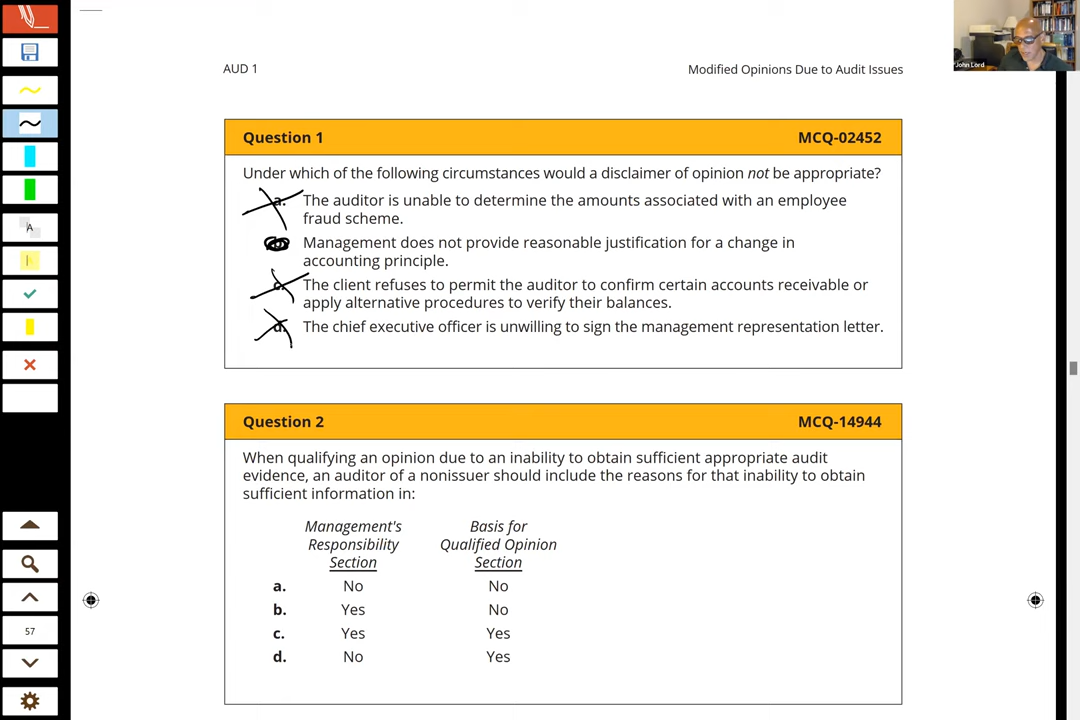 John Lord
AUD 1
Modified Opinions Due to Audit Issues
Question 1
MCQ-02452
Under which of the following circumstances would a disclaimer of opinion not be appropriate?
a. The auditor is unable to determine the amounts associated with an employee
fraud scheme.
Management does not provide reasonable justification for a change in
accounting principle.
c. The client refuses to permit the auditor to confirm certain accounts receivable or
apply alternative procedures to verify their balances.
d. The chief executive officer is unwilling to sign the management representation letter.
Question 2
MCQ-14944
When qualifying an opinion due to an inability to obtain sufficient appropriate audit
evidence, an auditor of a nonissuer should include the reasons for that inability to obtain
sufficient information in:
Management's Basis for
Responsibility Qualified Opinion
Section Section
a. No No
b. Yes No
c. Yes Yes
d. No Yes
A
57